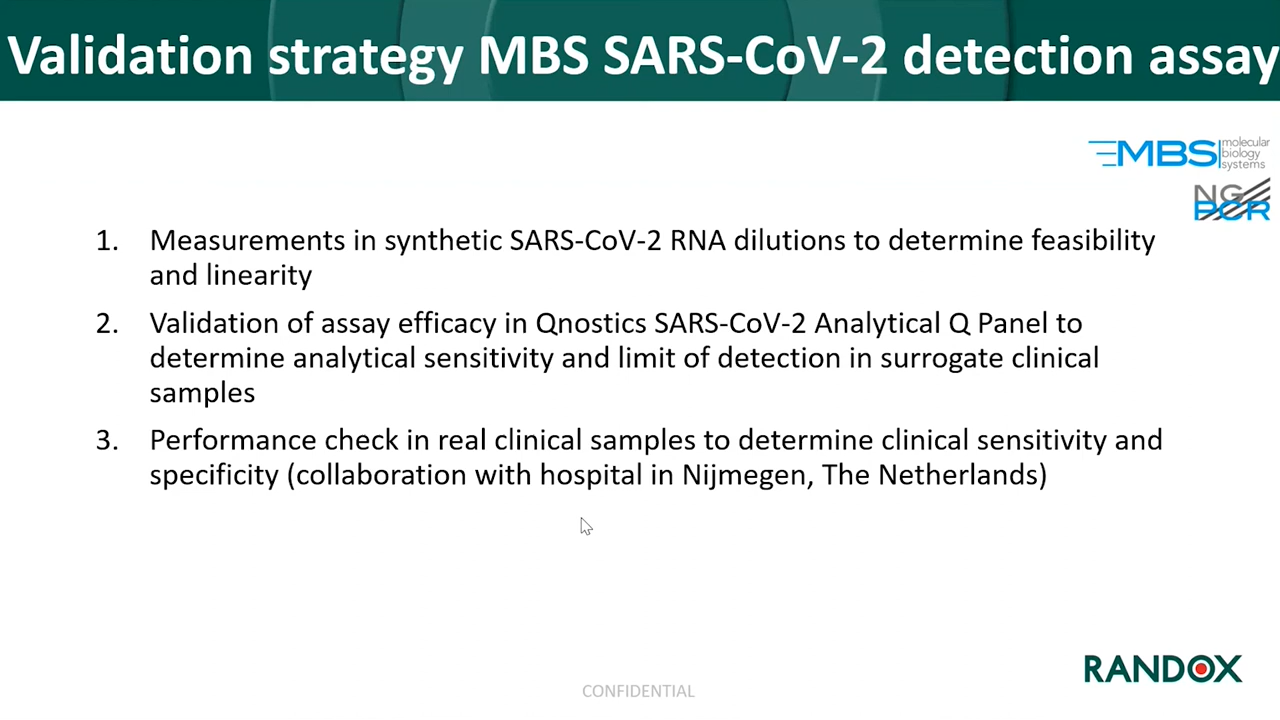 Validation strategy MBS SARS-CoV-2 detection assay
MBS molecular
biology
systems
NG
PCR
1. Measurements in synthetic SARS-CoV-2 RNA dilutions to determine feasibility
and linearity
2. Validation of assay efficacy in Qnostics SARS-CoV-2 Analytical Q Panel to
determine analytical sensitivity and limit of detection in surrogate clinical
samples
3. Performance check in real clinical samples to determine clinical sensitivity and
specificity (collaboration with hospital in Nijmegen, The Netherlands)
RANDOX
CONFIDENTIAL